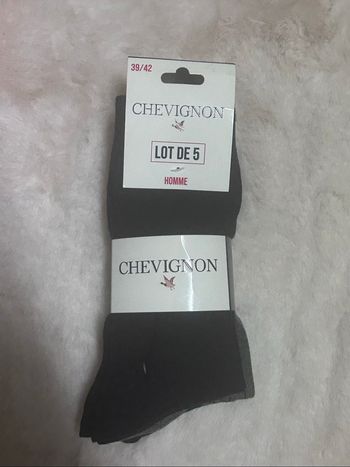 39/42
CHEVIGNON
LOT DE 5
HOMME
CHEVIGNON